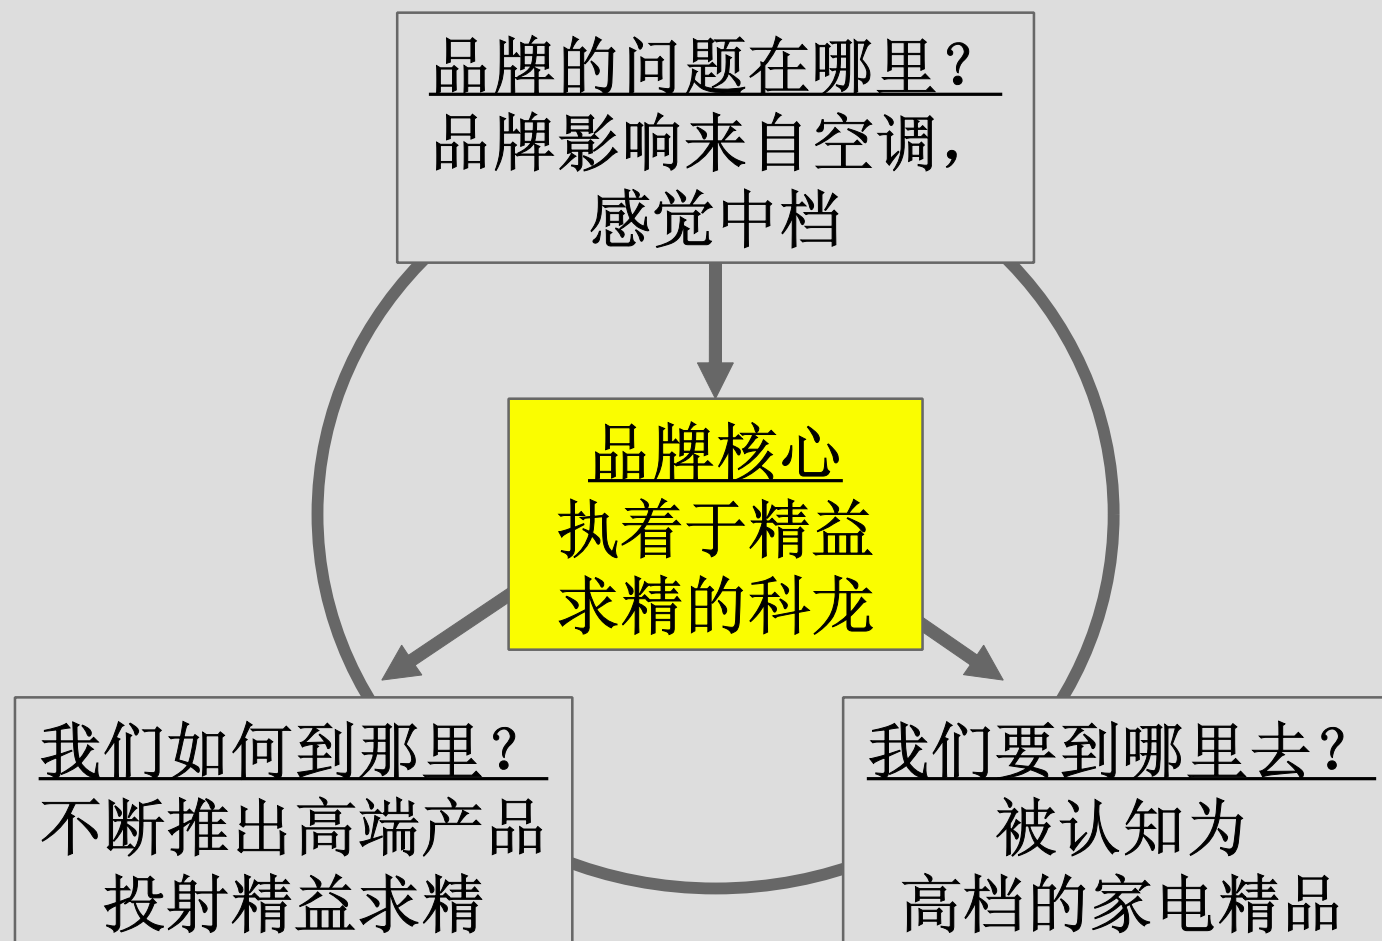 品牌的问题在哪里？
品牌影响来自空调，
感觉中档
品牌核心
执着于精益
求精的科龙
我们如何到那里？
不断推出高端产品
投射精益求精
我们要到哪里去？
被认知为
高档的家电精品